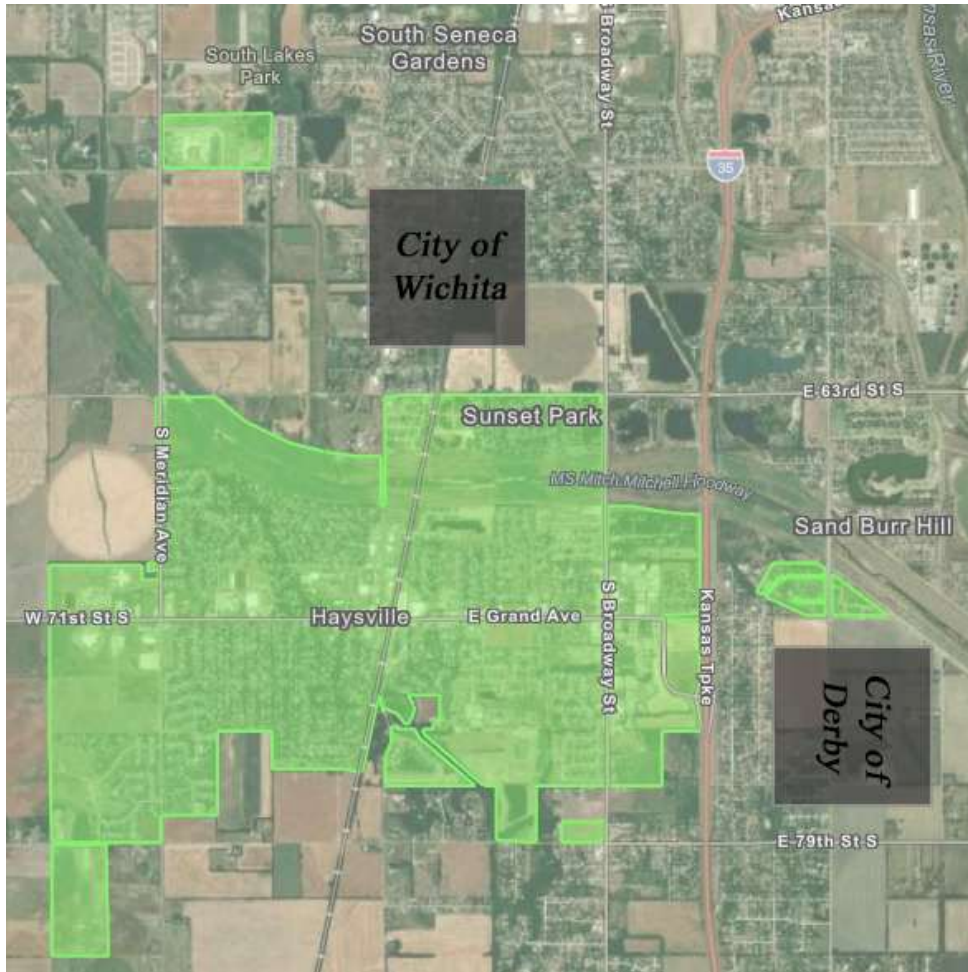 Kansas
South Seneca
Gardens
South Lakes
Park
S Broadway St
35
City of
Wichita
E 63rd St S
Sunset Park
S Meridian Ave
MS Mitch Mitchell Floodway
Sand Burr Hill
W 71st St S
Haysville
E Grand Ave
S Broadway St
Kansas Tpke
City of
Derby
E 79th St S